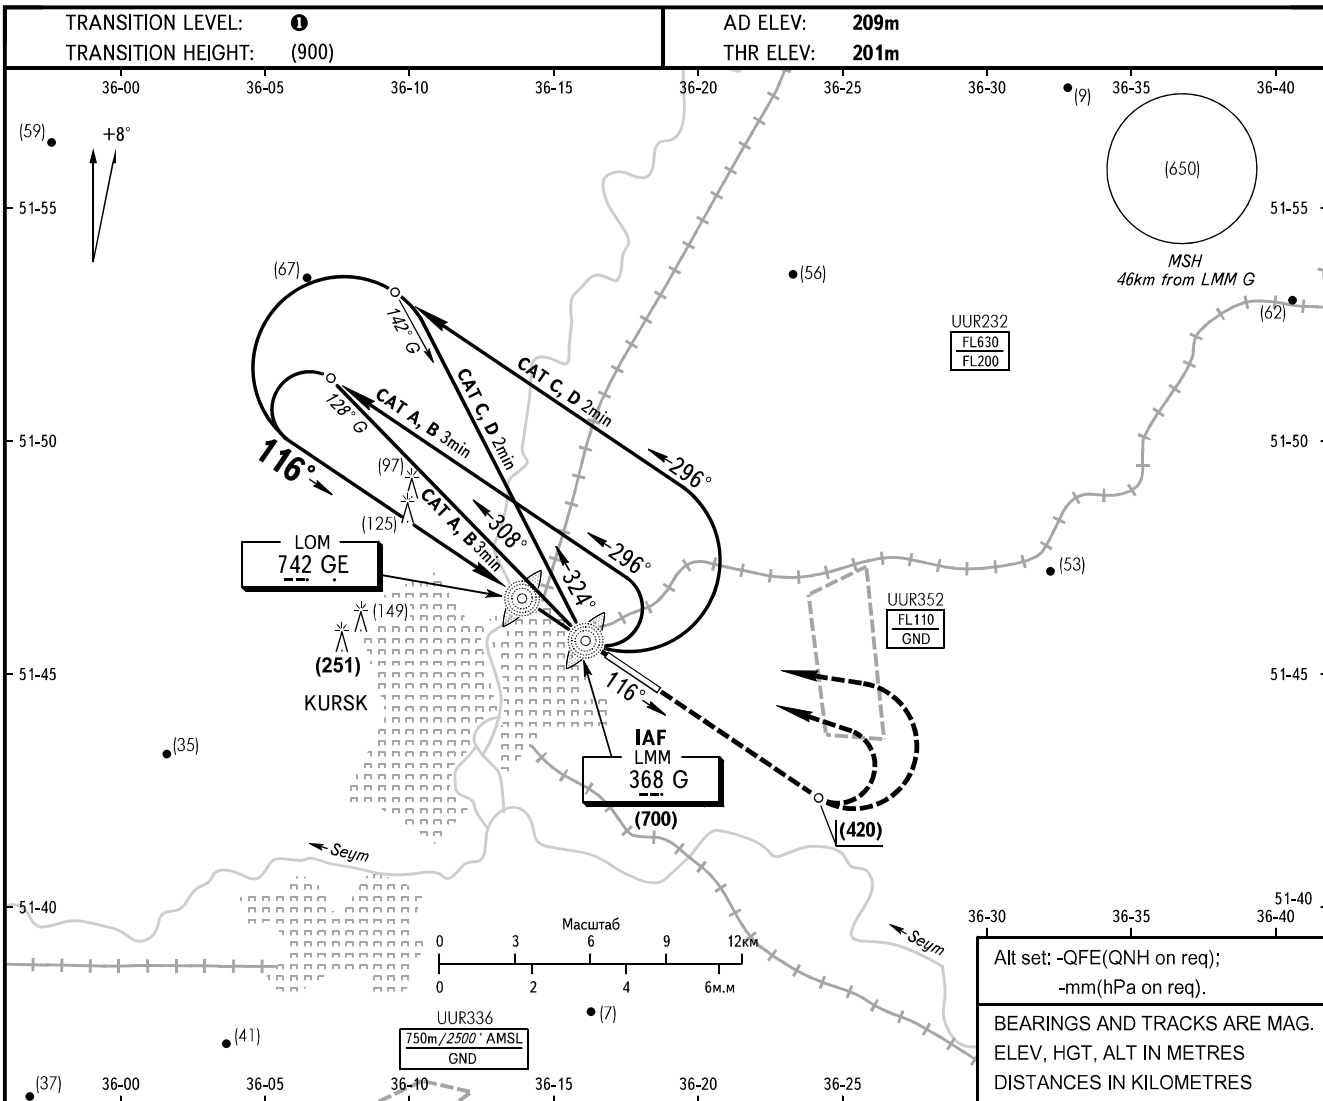 TRANSITION LEVEL: ❶
TRANSITION HEIGHT: (900)
AD ELEV: 209m
THR ELEV: 201m
36-00 36-05 36-10 36-15 36-20 36-25 36-30 36-35 36-40
(9)
(59)
+8°
(650)
51-55
51-55
MSH
46km from LMM G
(67)
(56)
(62)
UUR232
FL630
FL200
142° G
CAT C, D 2min
CAT C, D 2min
CAT A, B 3min
128° G
51-50
51-50
116°
(97)
296°
CAT A, B 3min
308°
(125)
LOM
742 GE
296°
324°
(53)
UUR352
FL110
GND
(149)
(251)
KURSK
51-45
51-45
116°
(35)
IAF
LMM
368 G
(700)
(420)
Seym
51-40
51-40
36-30 36-35 36-40
Масштаб
0 3 6 9 12км
0 2 4 6м.м
Seym
Alt set: -QFE(QNH on req);
-mm(hPa on req).
UUR336
750m/2500' AMSL
GND
(7)
(41)
BEARINGS AND TRACKS ARE MAG.
ELEV, HGT, ALT IN METRES
DISTANCES IN KILOMETRES
(37)
36-00 36-05 36-10 36-15 36-20 36-25